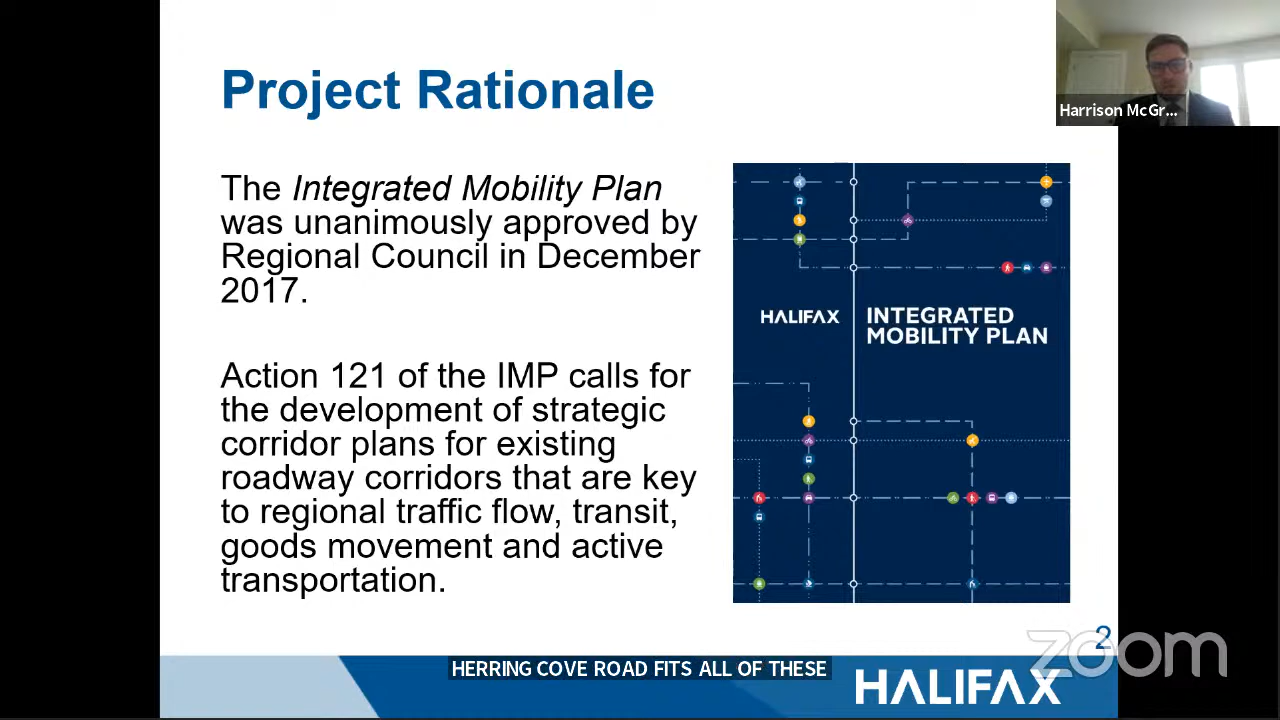 Project Rationale
Harrison McGr...
The Integrated Mobility Plan
was unanimously approved by
Regional Council in December
2017.
Action 121 of the IMP calls for
the development of strategic
corridor plans for existing
roadway corridors that are key
to regional traffic flow, transit,
goods movement and active
transportation.
HALIFAX
INTEGRATED
MOBILITY PLAN
2
zoom
HERRING COVE ROAD FITS ALL OF THESE
HALIFAX